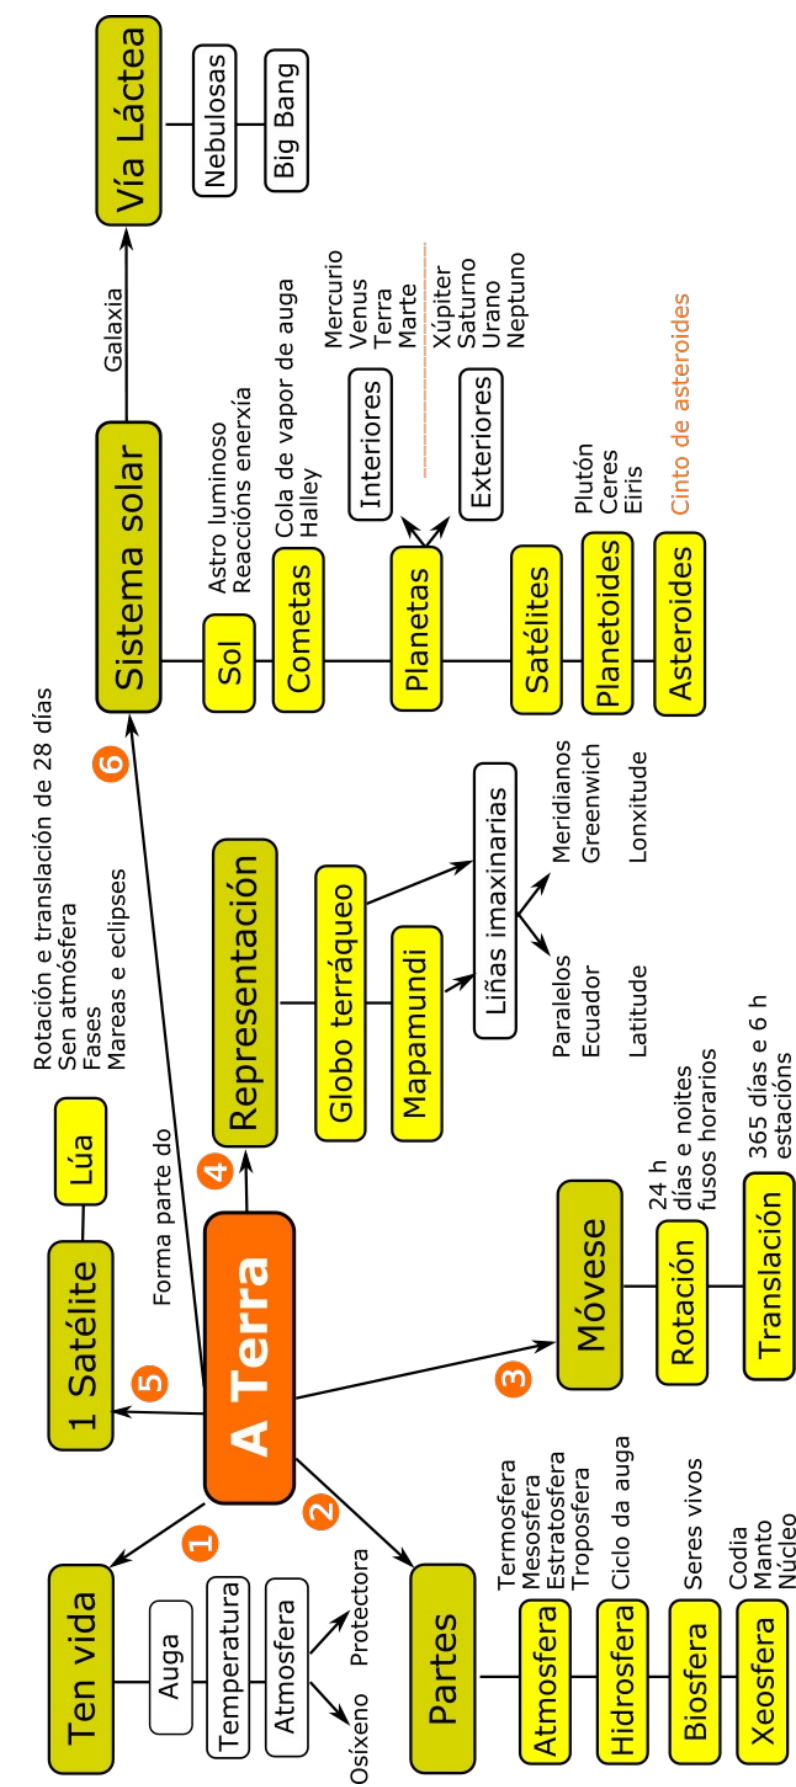 A Terra
1
Ten vida
Auga
Temperatura
Atmosfera
Osíxeno
Protectora
2
Partes
Atmosfera
Termosfera
Mesosfera
Estratosfera
Troposfera
Hidrosfera
Ciclo da auga
Biosfera
Seres vivos
Xeosfera
Codia
Manto
Núcleo
3
Móvese
Rotación
24 h
días e noites
fusos horarios
Translación
365 días e 6 h
estacións
4
Representación
Globo terráqueo
Mapamundi
Liñas imaxinarias
Paralelos
Ecuador
Latitude
Meridianos
Greenwich
Lonxitude
5
1 Satélite
Lúa
Rotación e translación de 28 días
Sen atmósfera
Fases
Mareas e eclipses
6
Forma parte do
Sistema solar
Sol
Astro luminoso
Reaccións enerxía
Cometas
Cola de vapor de auga
Halley
Planetas
Interiores
Mercurio
Venus
Terra
Marte
Exteriores
Xúpiter
Saturno
Urano
Neptuno
Satélites
Planetoides
Plutón
Ceres
Eiris
Asteroides
Cinto de asteroides
Galaxia
Vía Láctea
Nebulosas
Big Bang